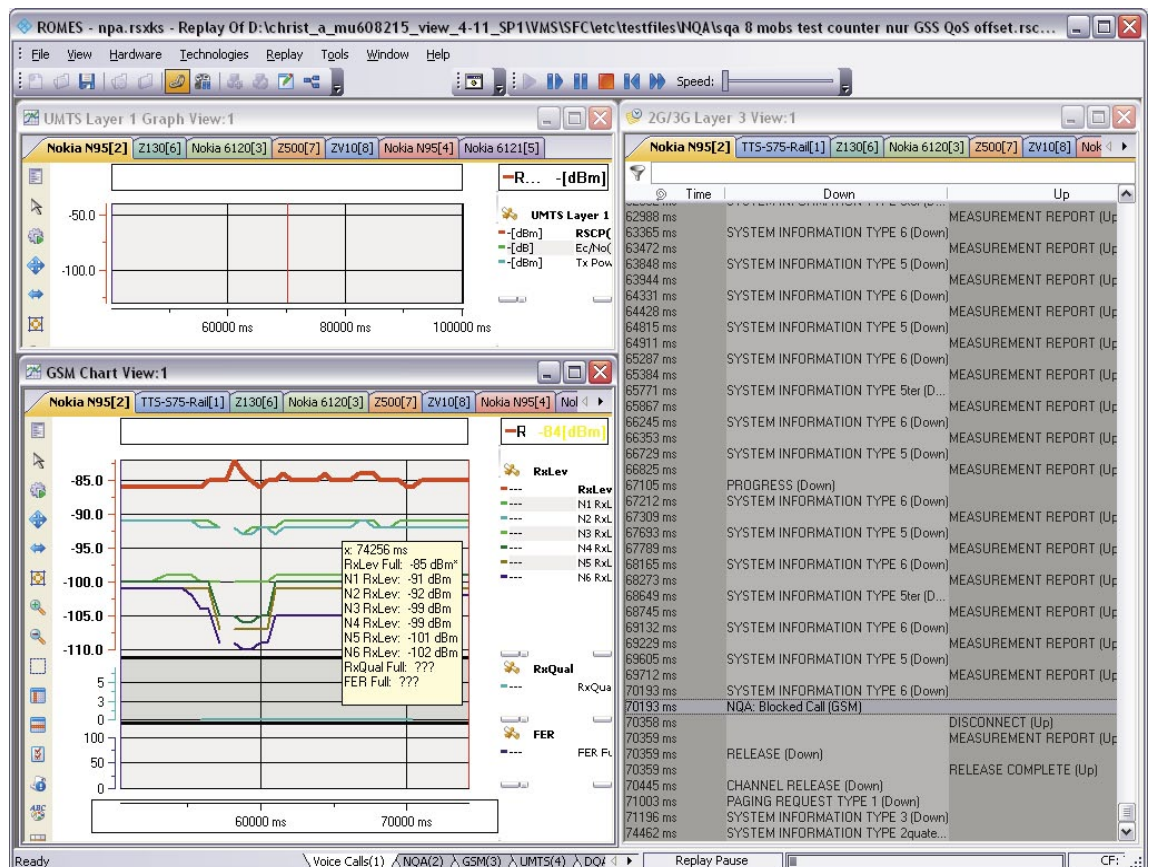 ROMES - npa.rsxks - Replay Of D:\christ_a_mu608215_view_4-11_SP1\VMS\SFC\etc\testfiles\NQA\sqa 8 mobs test counter nur GSS QoS offset.rsc...
File View Hardware Technologies Replay Tools Window Help
Speed:
UMTS Layer 1 Graph View:1
Nokia N95[2] Z130[6] Nokia 6120[3] Z500[7] ZV10[8] Nokia N95[4] Nokia 6121[5]
R... -[dBm]
UMTS Layer 1
-[dBm] RSCP(
-[dB] Ec/No(
-[dBm] Tx Pow
-50.0
-100.0
60000 ms 80000 ms 100000 ms
GSM Chart View:1
Nokia N95[2] TTS-S75-Rail[1] Z130[6] Nokia 6120[3] Z500[7] ZV10[8] Nokia N95[4] Nol
R -84[dBm]
RxLev
--- RxLev
--- N1 RxL
--- N2 RxL
--- N3 RxL
--- N4 RxL
--- N5 RxL
--- N6 RxL
RxQual
--- RxQua
FER
--- FER Fu
-85.0
-90.0
-95.0
-100.0
-105.0
-110.0
5
3
0
100
50
0
60000 ms 70000 ms
x: 74256 ms
RxLev Full: -85 dBm*
N1 RxLev: -91 dBm
N2 RxLev: -92 dBm
N3 RxLev: -99 dBm
N4 RxLev: -99 dBm
N5 RxLev: -101 dBm
N6 RxLev: -102 dBm
RxQual Full: ???
FER Full: ???
ABC
2G/3G Layer 3 View:1
Nokia N95[2] TTS-S75-Rail[1] Z130[6] Nokia 6120[3] Z500[7] ZV10[8] Nok
Time Down Up
62988 ms MEASUREMENT REPORT (Up
63365 ms SYSTEM INFORMATION TYPE 6 (Down)
63472 ms MEASUREMENT REPORT (Up
63848 ms SYSTEM INFORMATION TYPE 5 (Down)
63944 ms MEASUREMENT REPORT (Up
64331 ms SYSTEM INFORMATION TYPE 6 (Down)
64428 ms MEASUREMENT REPORT (Up
64815 ms SYSTEM INFORMATION TYPE 5 (Down)
64911 ms MEASUREMENT REPORT (Up
65287 ms SYSTEM INFORMATION TYPE 6 (Down)
65384 ms MEASUREMENT REPORT (Up
65771 ms SYSTEM INFORMATION TYPE 5ter (D...
65867 ms MEASUREMENT REPORT (Up
66245 ms SYSTEM INFORMATION TYPE 6 (Down)
66353 ms MEASUREMENT REPORT (Up
66729 ms SYSTEM INFORMATION TYPE 5 (Down)
66825 ms MEASUREMENT REPORT (Up
67105 ms PROGRESS (Down)
67212 ms SYSTEM INFORMATION TYPE 6 (Down)
67309 ms MEASUREMENT REPORT (Up
67693 ms SYSTEM INFORMATION TYPE 5 (Down)
67789 ms MEASUREMENT REPORT (Up
68165 ms SYSTEM INFORMATION TYPE 6 (Down)
68273 ms MEASUREMENT REPORT (Up
68649 ms SYSTEM INFORMATION TYPE 5ter (D...
68745 ms MEASUREMENT REPORT (Up
69132 ms SYSTEM INFORMATION TYPE 6 (Down)
69229 ms MEASUREMENT REPORT (Up
69605 ms SYSTEM INFORMATION TYPE 5 (Down)
69712 ms MEASUREMENT REPORT (Up
70193 ms SYSTEM INFORMATION TYPE 6 (Down)
70193 ms NQA: Blocked Call (GSM)
70358 ms DISCONNECT (Up)
70359 ms MEASUREMENT REPORT (Up
70359 ms RELEASE (Down)
70359 ms RELEASE COMPLETE (Up)
70445 ms CHANNEL RELEASE (Down)
71003 ms PAGING REQUEST TYPE 1 (Down)
71196 ms SYSTEM INFORMATION TYPE 3 (Down)
74462 ms SYSTEM INFORMATION TYPE 2quate...
Ready Voice Calls(1) NQA(2) GSM(3) UMTS(4) DQA Replay Pause CF: